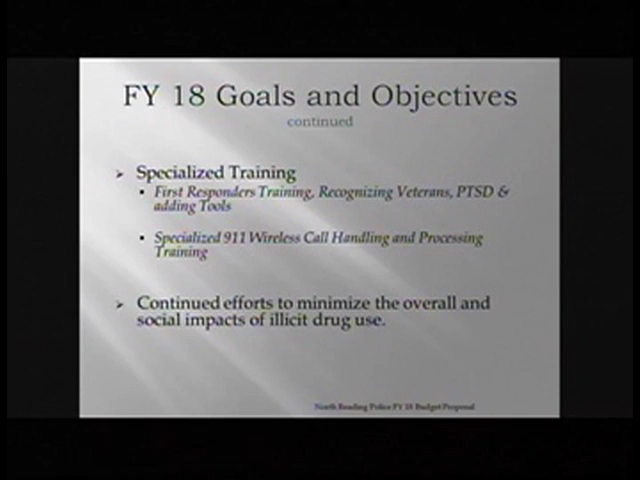 FY 18 Goals and Objectives
continued
➢ Specialized Training
▪ First Responders Training, Recognizing Veterans, PTSD &
adding Tools
▪ Specialized 911 Wireless Call Handling and Processing
Training
➢ Continued efforts to minimize the overall and
social impacts of illicit drug use.
North Reading Police FY 18 Budget Proposal